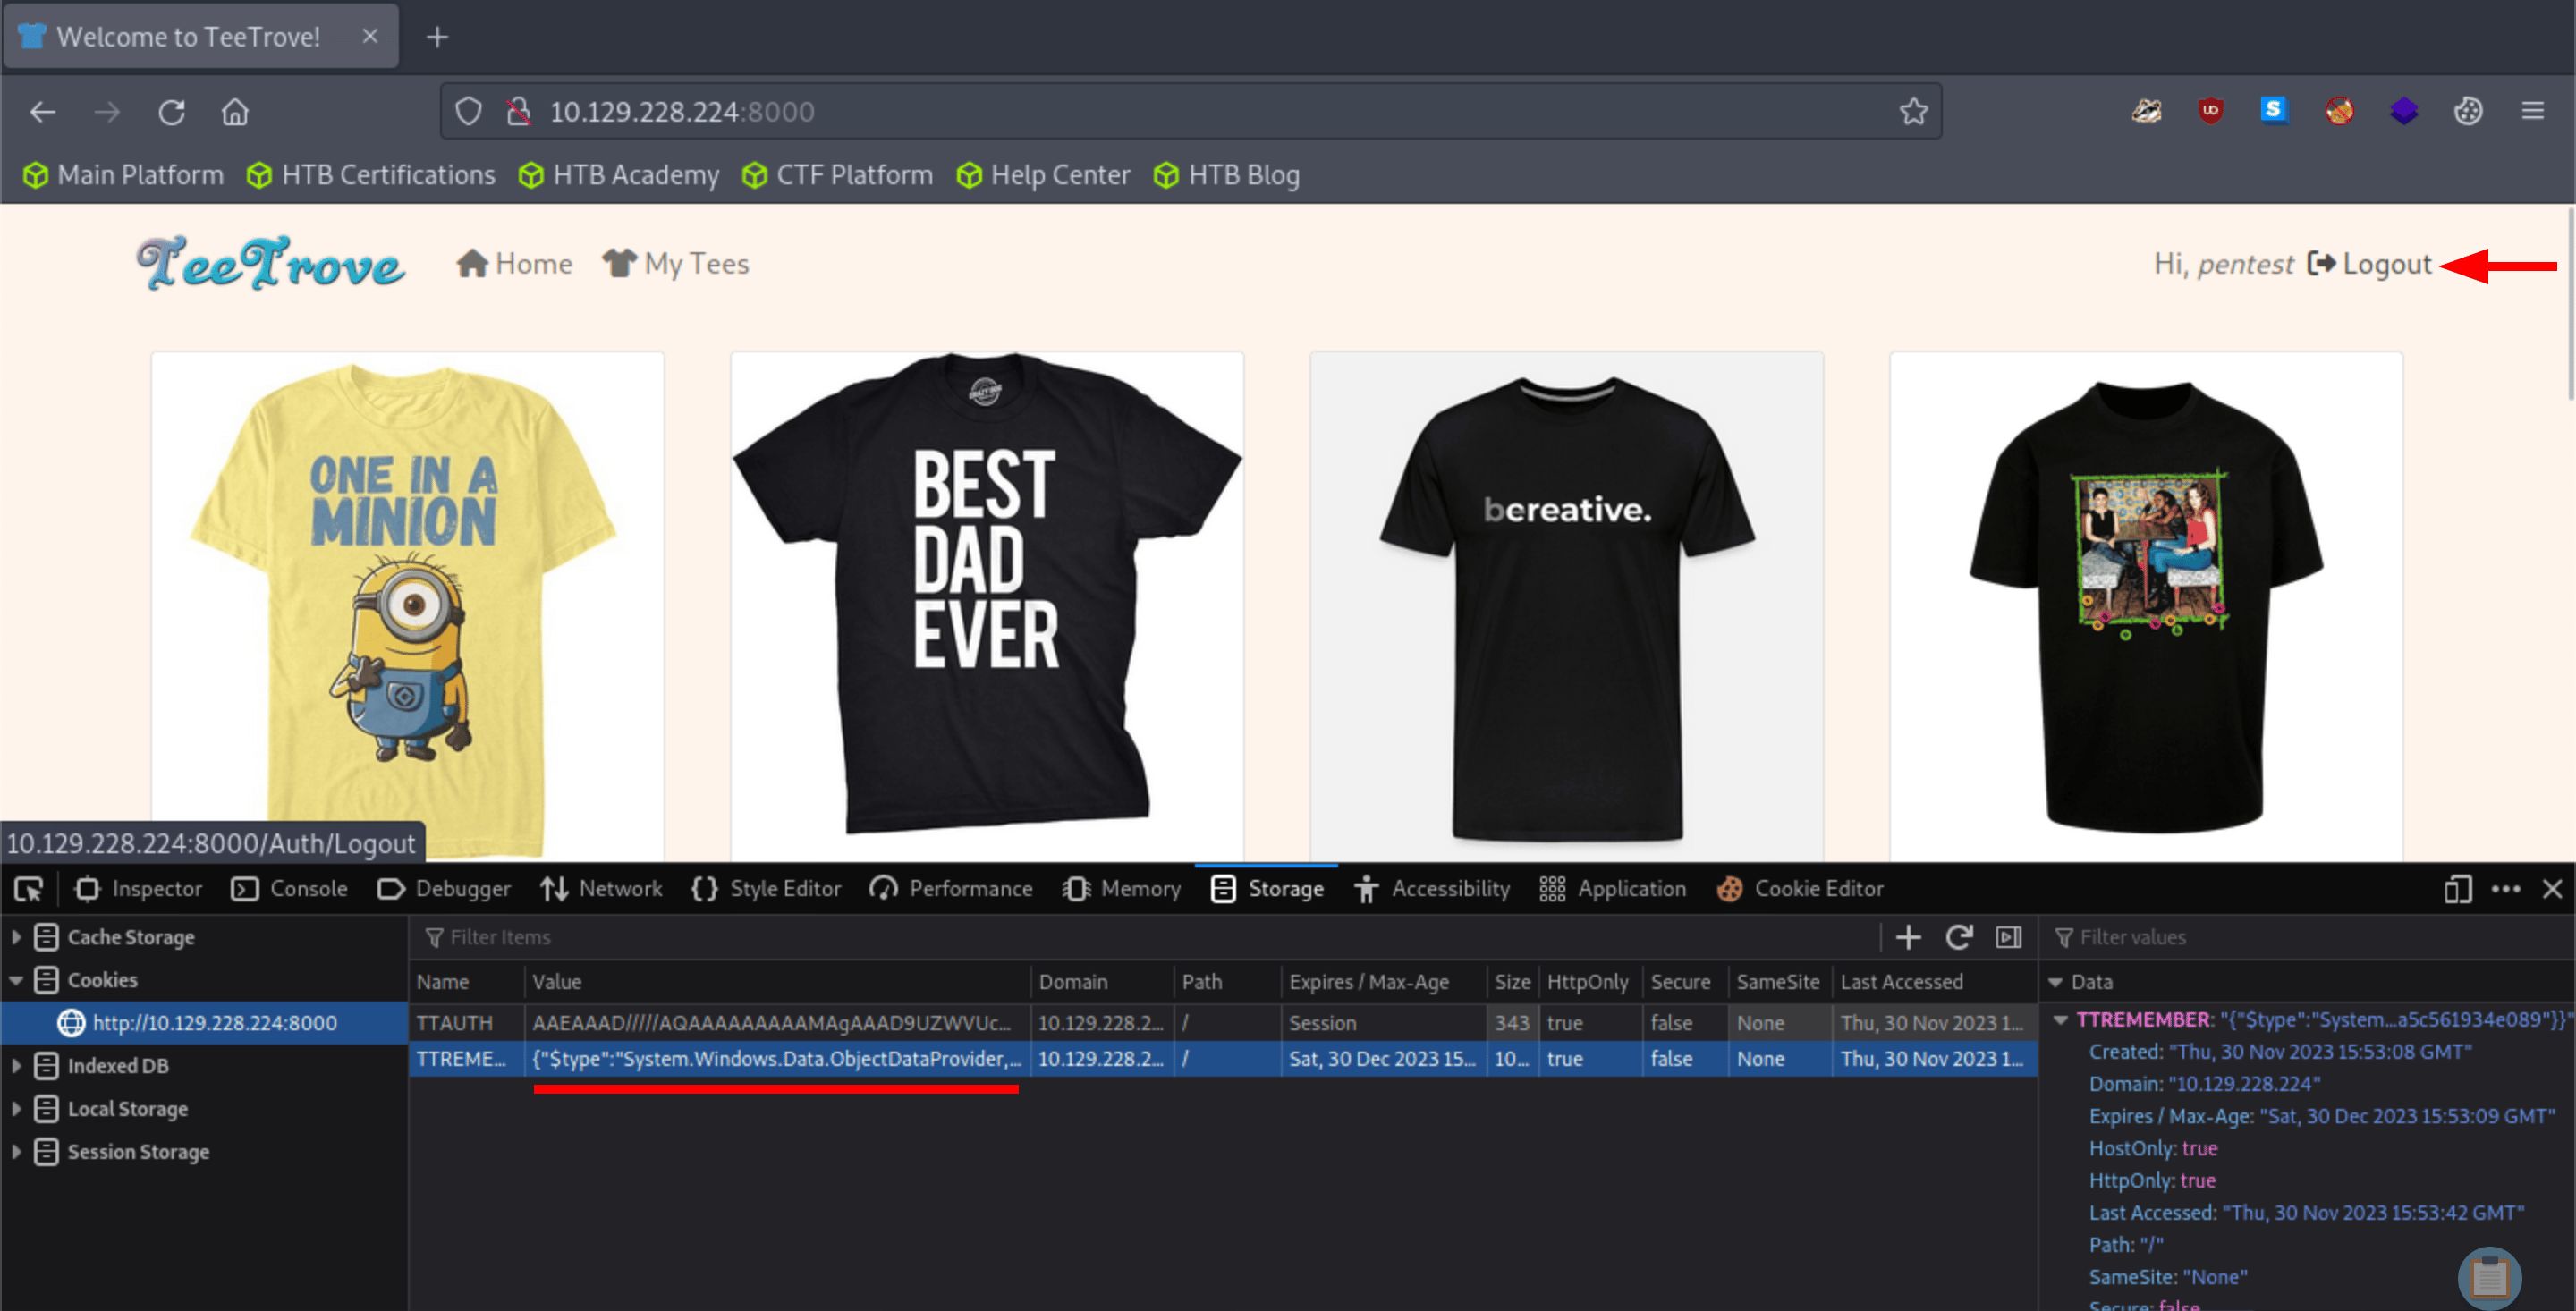 Welcome to TeeTrove!
10.129.228.224:8000
Main Platform HTB Certifications HTB Academy CTF Platform Help Center HTB Blog
TeeTrove Home My Tees Hi, pentest Logout
ONE IN A
MINION
BEST
DAD
EVER
becreative.
10.129.228.224:8000/Auth/Logout
Inspector Console Debugger Network Style Editor Performance Memory Storage Accessibility Application Cookie Editor
Cache Storage
Cookies
http://10.129.228.224:8000
Indexed DB
Local Storage
Session Storage
Filter Items
Name Value Domain Path Expires / Max-Age Size HttpOnly Secure SameSite Last Accessed
TTAUTH AAEAAAD/////AQAAAAAAAAAMAgAAAD9UZWVUc... 10.129.228.2... / Session 343 true false None Thu, 30 Nov 2023 1...
TTREME... {"$type":"System.Windows.Data.ObjectDataProvider,... 10.129.228.2... / Sat, 30 Dec 2023 15... 10... true false None Thu, 30 Nov 2023 1...
Filter values
Data
TTREMEMBER: "{"$type":"System...a5c561934e089"}}"
Created: "Thu, 30 Nov 2023 15:53:08 GMT"
Domain: "10.129.228.224"
Expires / Max-Age: "Sat, 30 Dec 2023 15:53:09 GMT"
HostOnly: true
HttpOnly: true
Last Accessed: "Thu, 30 Nov 2023 15:53:42 GMT"
Path: "/"
SameSite: "None"
Secure: false